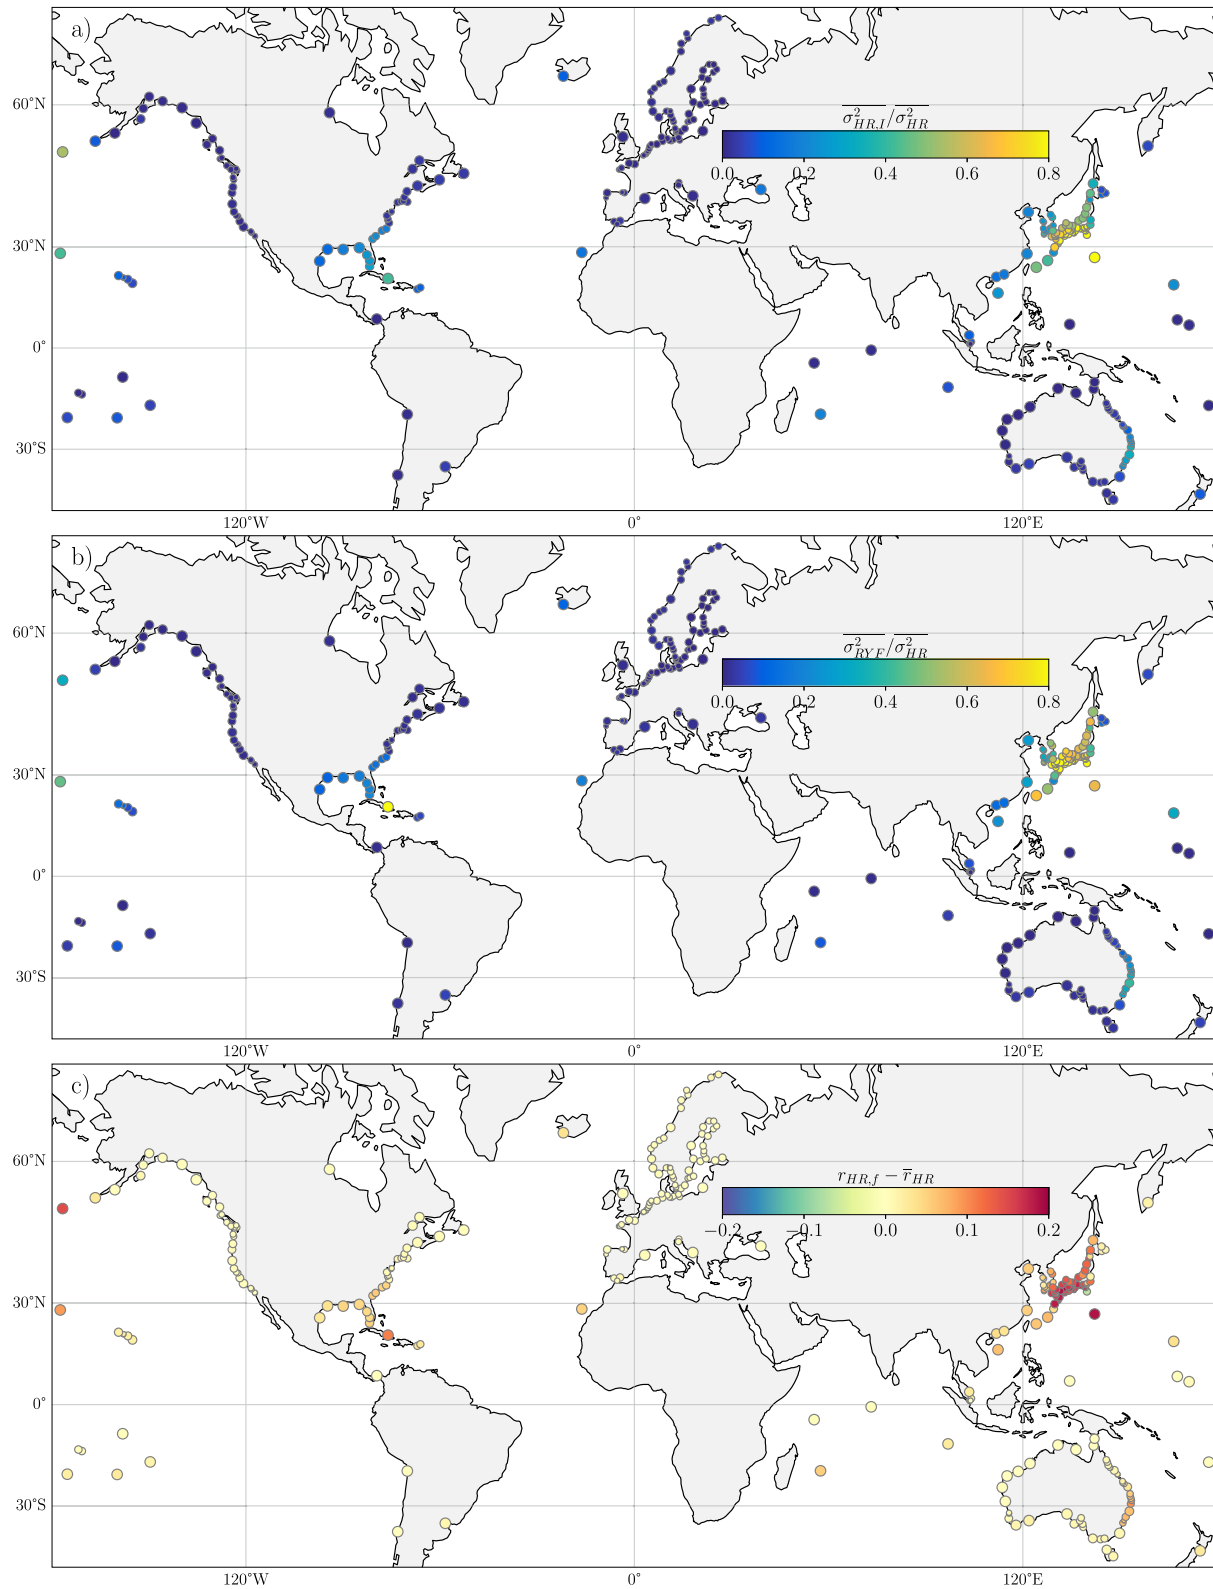 a)
60°N
30°N
0°
30°S
$\overline{\sigma^2_{HR,I}}/\overline{\sigma^2_{HR}}$
0.0 0.2 0.4 0.6 0.8
120°W 0° 120°E
b)
60°N
30°N
0°
30°S
$\overline{\sigma^2_{RYF}}/\overline{\sigma^2_{HR}}$
0.0 0.2 0.4 0.6 0.8
120°W 0° 120°E
c)
60°N
30°N
0°
30°S
$r_{HR,f} - \overline{r}_{HR}$
−0.2 −0.1 0.0 0.1 0.2
120°W 0° 120°E